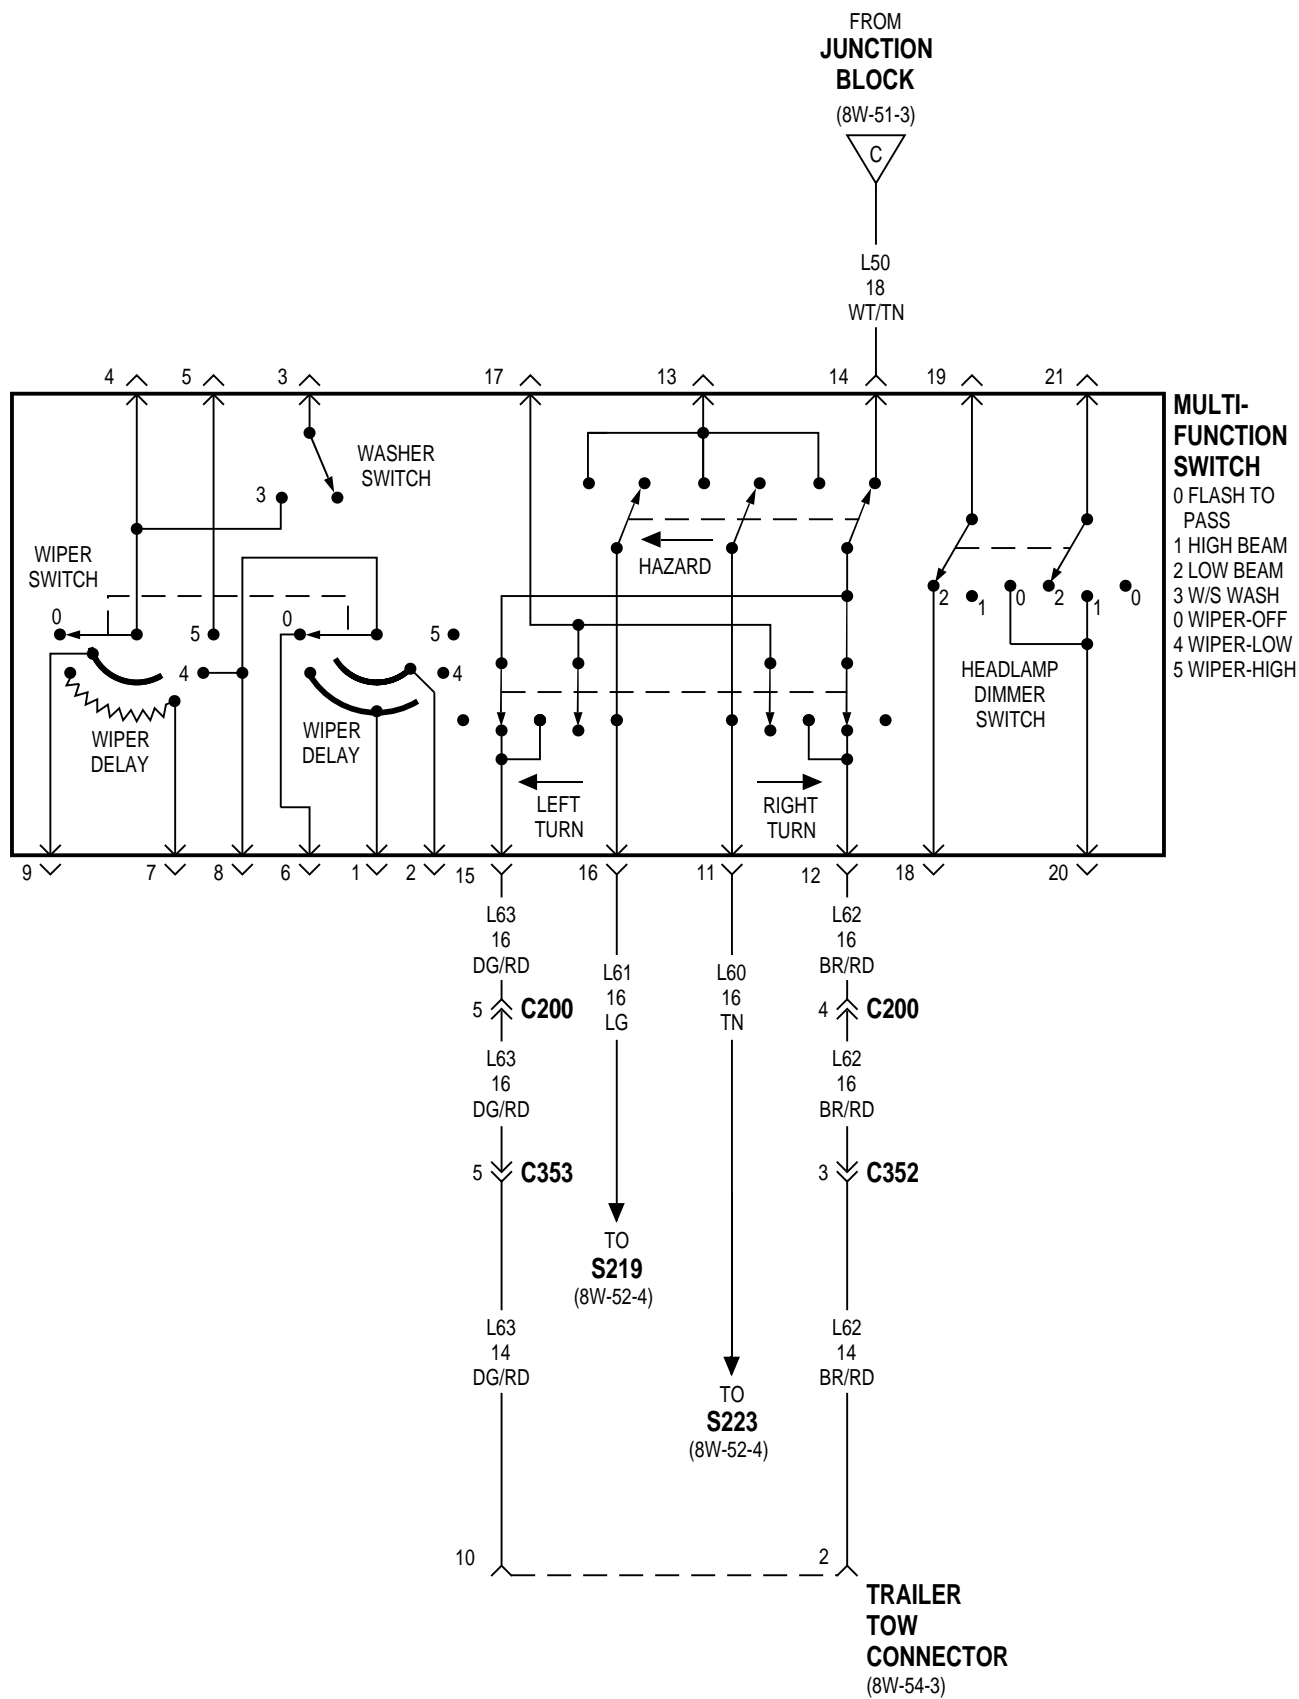 FROM
JUNCTION
BLOCK
(8W-51-3)
C
L50
18
WT/TN
4
5
3
17
13
14
19
21
MULTI-
FUNCTION
SWITCH
0 FLASH TO
PASS
1 HIGH BEAM
2 LOW BEAM
3 W/S WASH
0 WIPER-OFF
4 WIPER-LOW
5 WIPER-HIGH
WASHER
SWITCH
3
WIPER
SWITCH
HAZARD
0
5
0
5
4
4
2
1
0
2
1
0
HEADLAMP
DIMMER
SWITCH
WIPER
DELAY
WIPER
DELAY
LEFT
TURN
RIGHT
TURN
9
7
8
6
1
2
15
16
11
12
18
20
L63
16
DG/RD
L61
16
LG
L60
16
TN
L62
16
BR/RD
5
C200
4
C200
L63
16
DG/RD
L62
16
BR/RD
5
C353
3
C352
TO
S219
(8W-52-4)
L63
14
DG/RD
L62
14
BR/RD
TO
S223
(8W-52-4)
10
2
TRAILER
TOW
CONNECTOR
(8W-54-3)